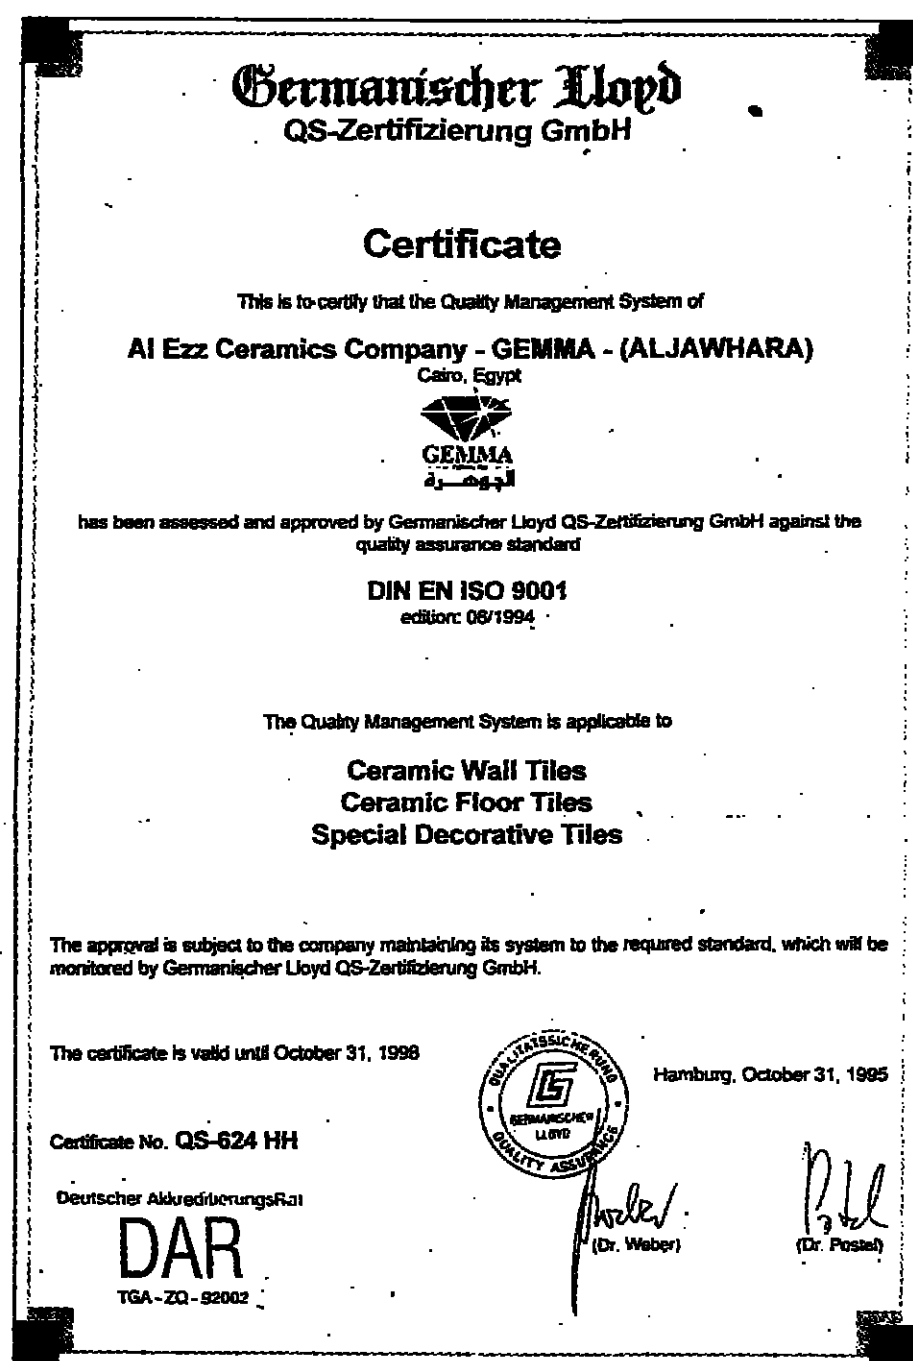 Germanischer Lloyd
QS-Zertifizierung GmbH
Certificate
This is to certify that the Quality Management System of
Al Ezz Ceramics Company - GEMMA - (ALJAWHARA)
Cairo, Egypt
GEMMA
الجوهرة
has been assessed and approved by Germanischer Lloyd QS-Zertifizierung GmbH against the
quality assurance standard
DIN EN ISO 9001
edition: 06/1994
The Quality Management System is applicable to
Ceramic Wall Tiles
Ceramic Floor Tiles
Special Decorative Tiles
The approval is subject to the company maintaining its system to the required standard, which will be
monitored by Germanischer Lloyd QS-Zertifizierung GmbH.
The certificate is valid until October 31, 1998
QUALITÄTSSICHERUNG
GERMANISCHER
LLOYD
QUALITY ASSURANCE
Hamburg, October 31, 1995
Certificate No. QS-624 HH
Deutscher AkkreditierungsRat
DAR
TGA-ZQ-92002
(Dr. Weber)
(Dr. Postel)